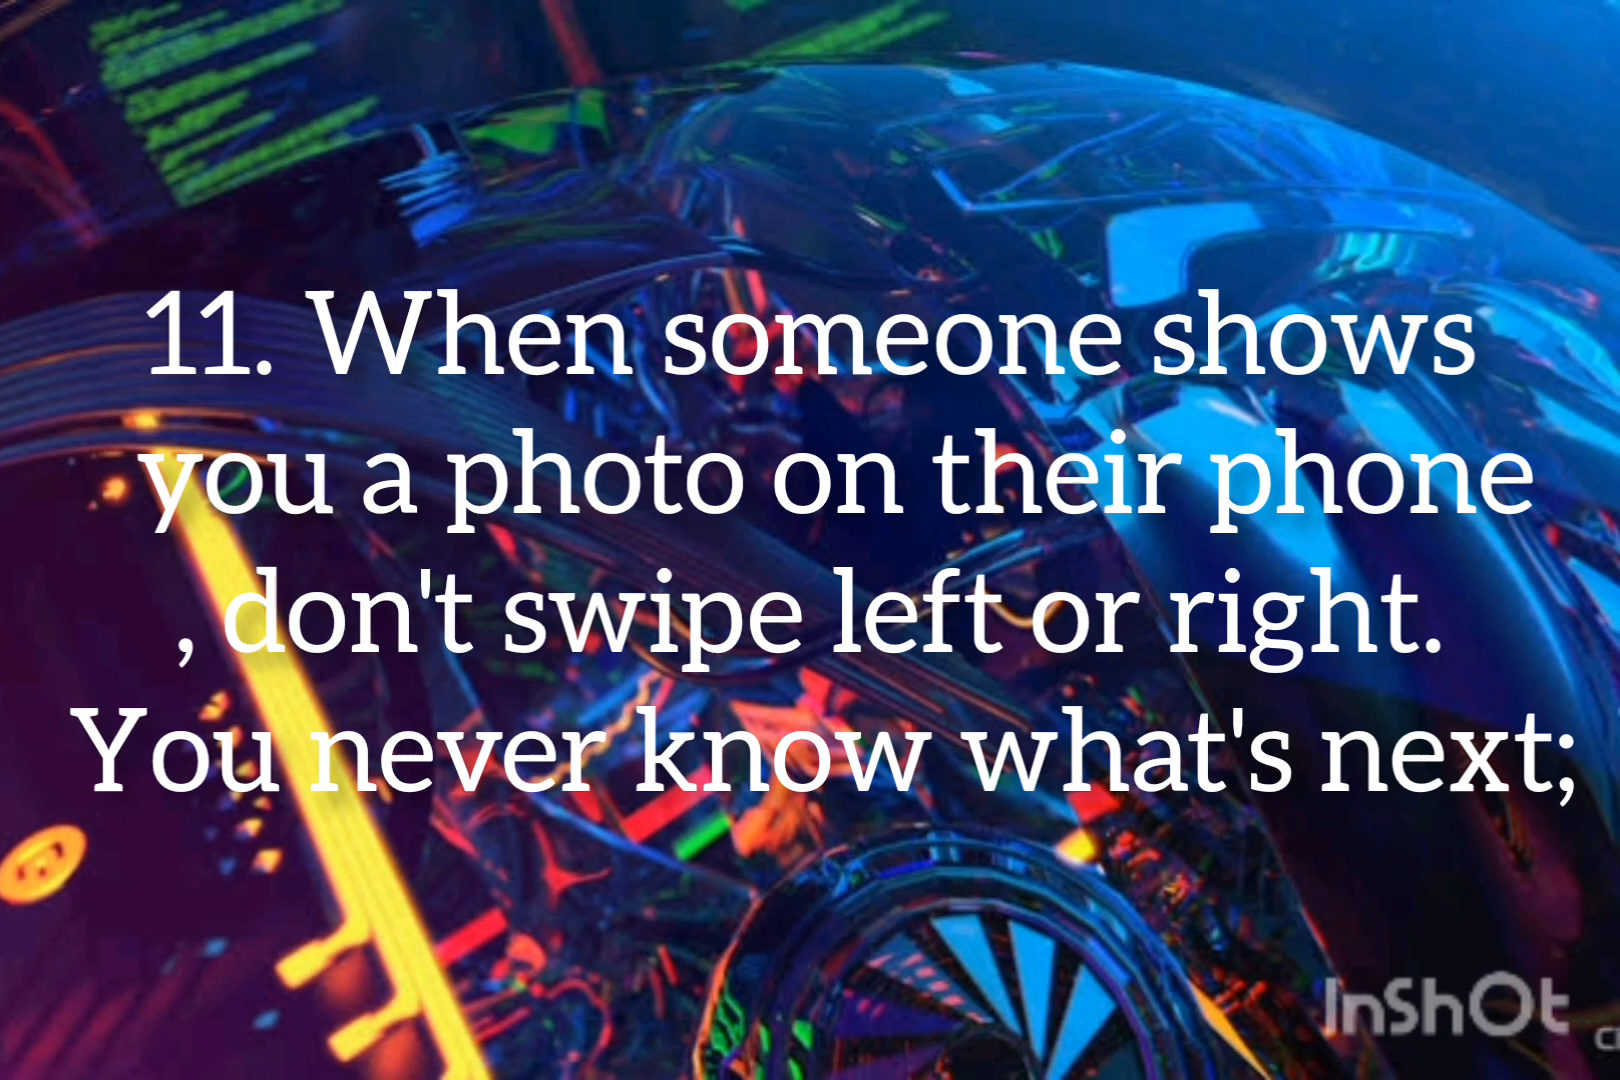 11. When someone shows
you a photo on their phone
, don't swipe left or right.
You never know what's next;
InShOt